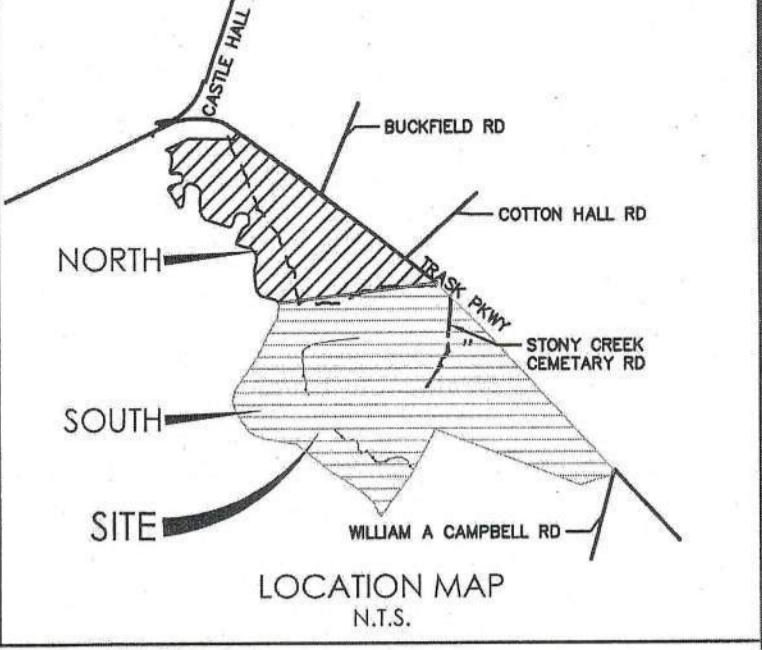 CASTLE HALL
BUCKFIELD RD
COTTON HALL RD
NORTH
TRASK PKWY
STONY CREEK
CEMETARY RD
SOUTH
SITE
WILLIAM A CAMPBELL RD
LOCATION MAP
N.T.S.